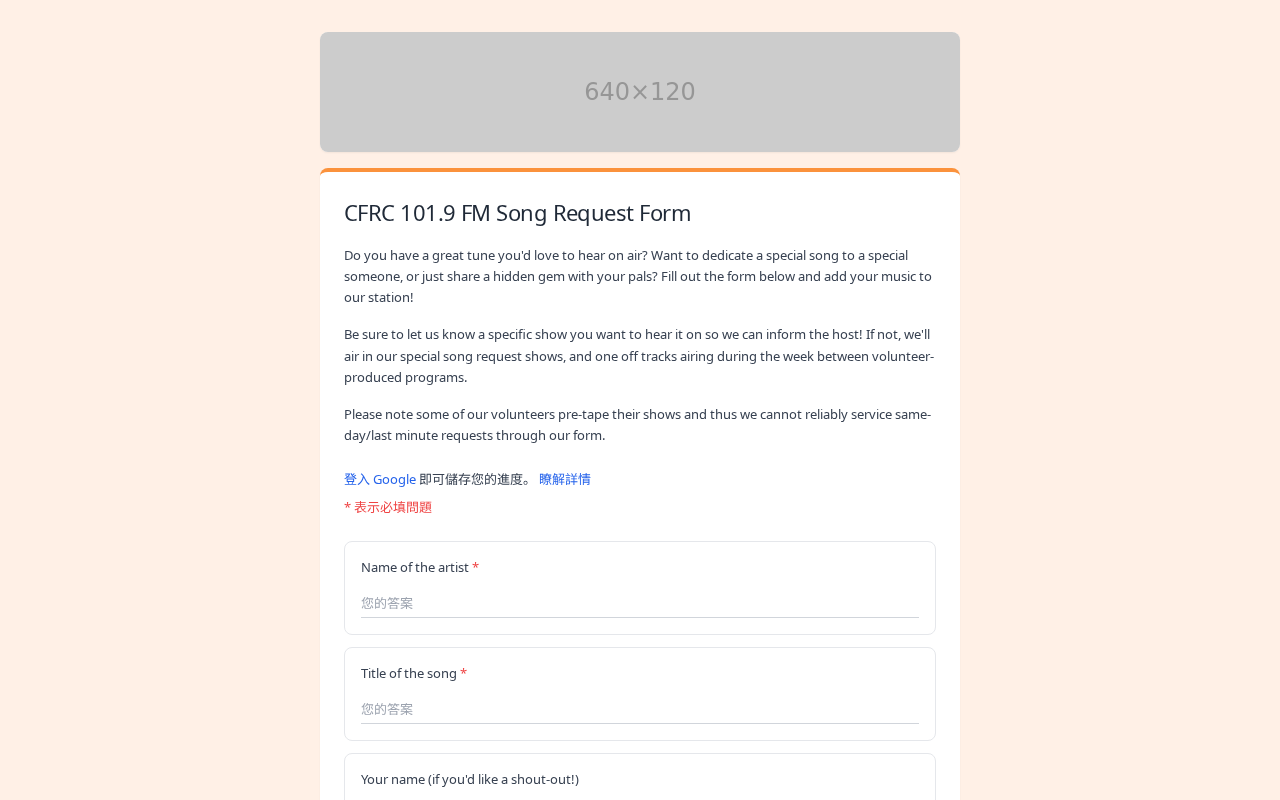 640×120
CFRC 101.9 FM Song Request Form
Do you have a great tune you'd love to hear on air? Want to dedicate a special song to a special
someone, or just share a hidden gem with your pals? Fill out the form below and add your music to
our station!
Be sure to let us know a specific show you want to hear it on so we can inform the host! If not, we'll
air in our special song request shows, and one off tracks airing during the week between volunteer-
produced programs.
Please note some of our volunteers pre-tape their shows and thus we cannot reliably service same-
day/last minute requests through our form.
登入 Google 即可儲存您的進度。 瞭解詳情
* 表示必填問題
Name of the artist *
您的答案
Title of the song *
您的答案
Your name (if you'd like a shout-out!)